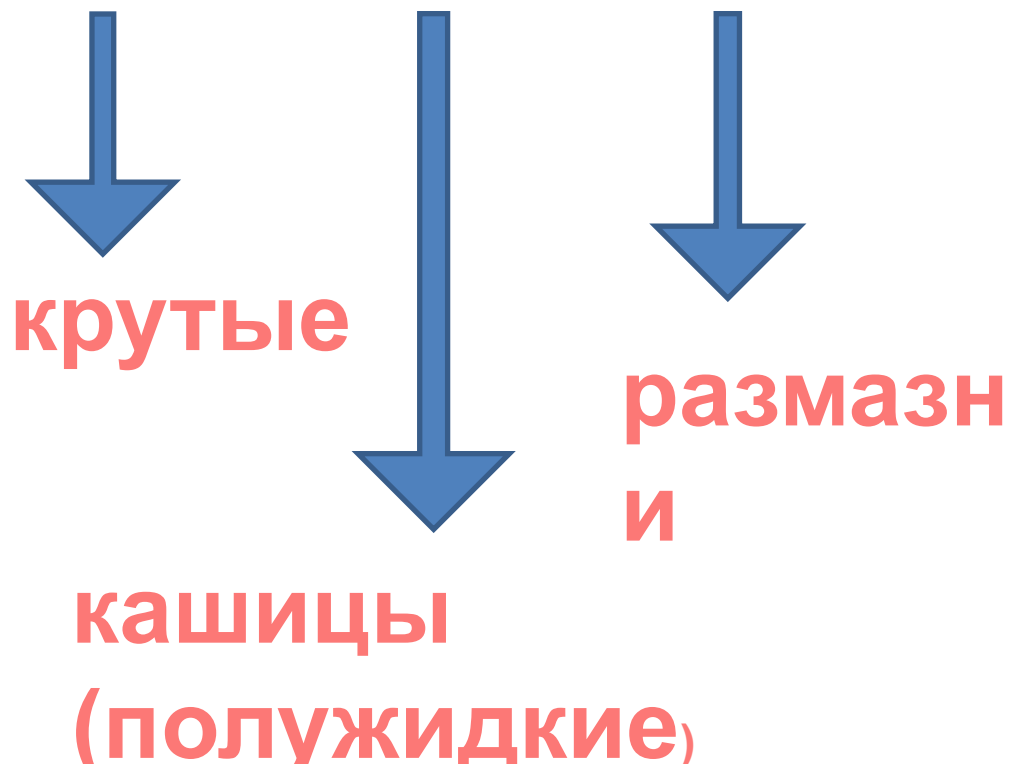 крутые
размазн
и
кашицы
(полужидкие)